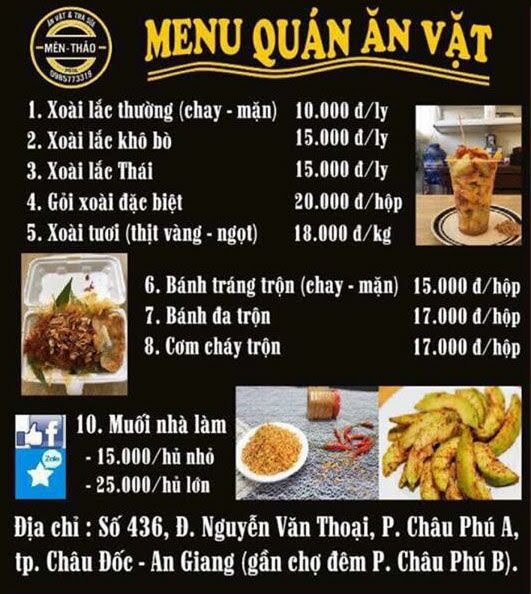 ĂN VẶT & TRÀ SỮA
MÉN-THẢO
0985773319
MENU QUÁN ĂN VẶT
1. Xoài lắc thường (chay - mặn) 10.000 đ/ly
2. Xoài lắc khô bò 15.000 đ/ly
3. Xoài lắc Thái 15.000 đ/ly
4. Gỏi xoài đặc biệt 20.000 đ/hộp
5. Xoài tươi (thịt vàng - ngọt) 18.000 đ/kg
6. Bánh tráng trộn (chay - mặn) 15.000 đ/hộp
7. Bánh đa trộn 17.000 đ/hộp
8. Cơm cháy trộn 17.000 đ/hộp
f
Zalo
10. Muối nhà làm
- 15.000/hủ nhỏ
- 25.000/hủ lớn
Địa chỉ : Số 436, Đ. Nguyễn Văn Thoại, P. Châu Phú A,
tp. Châu Đốc - An Giang (gần chợ đêm P. Châu Phú B).